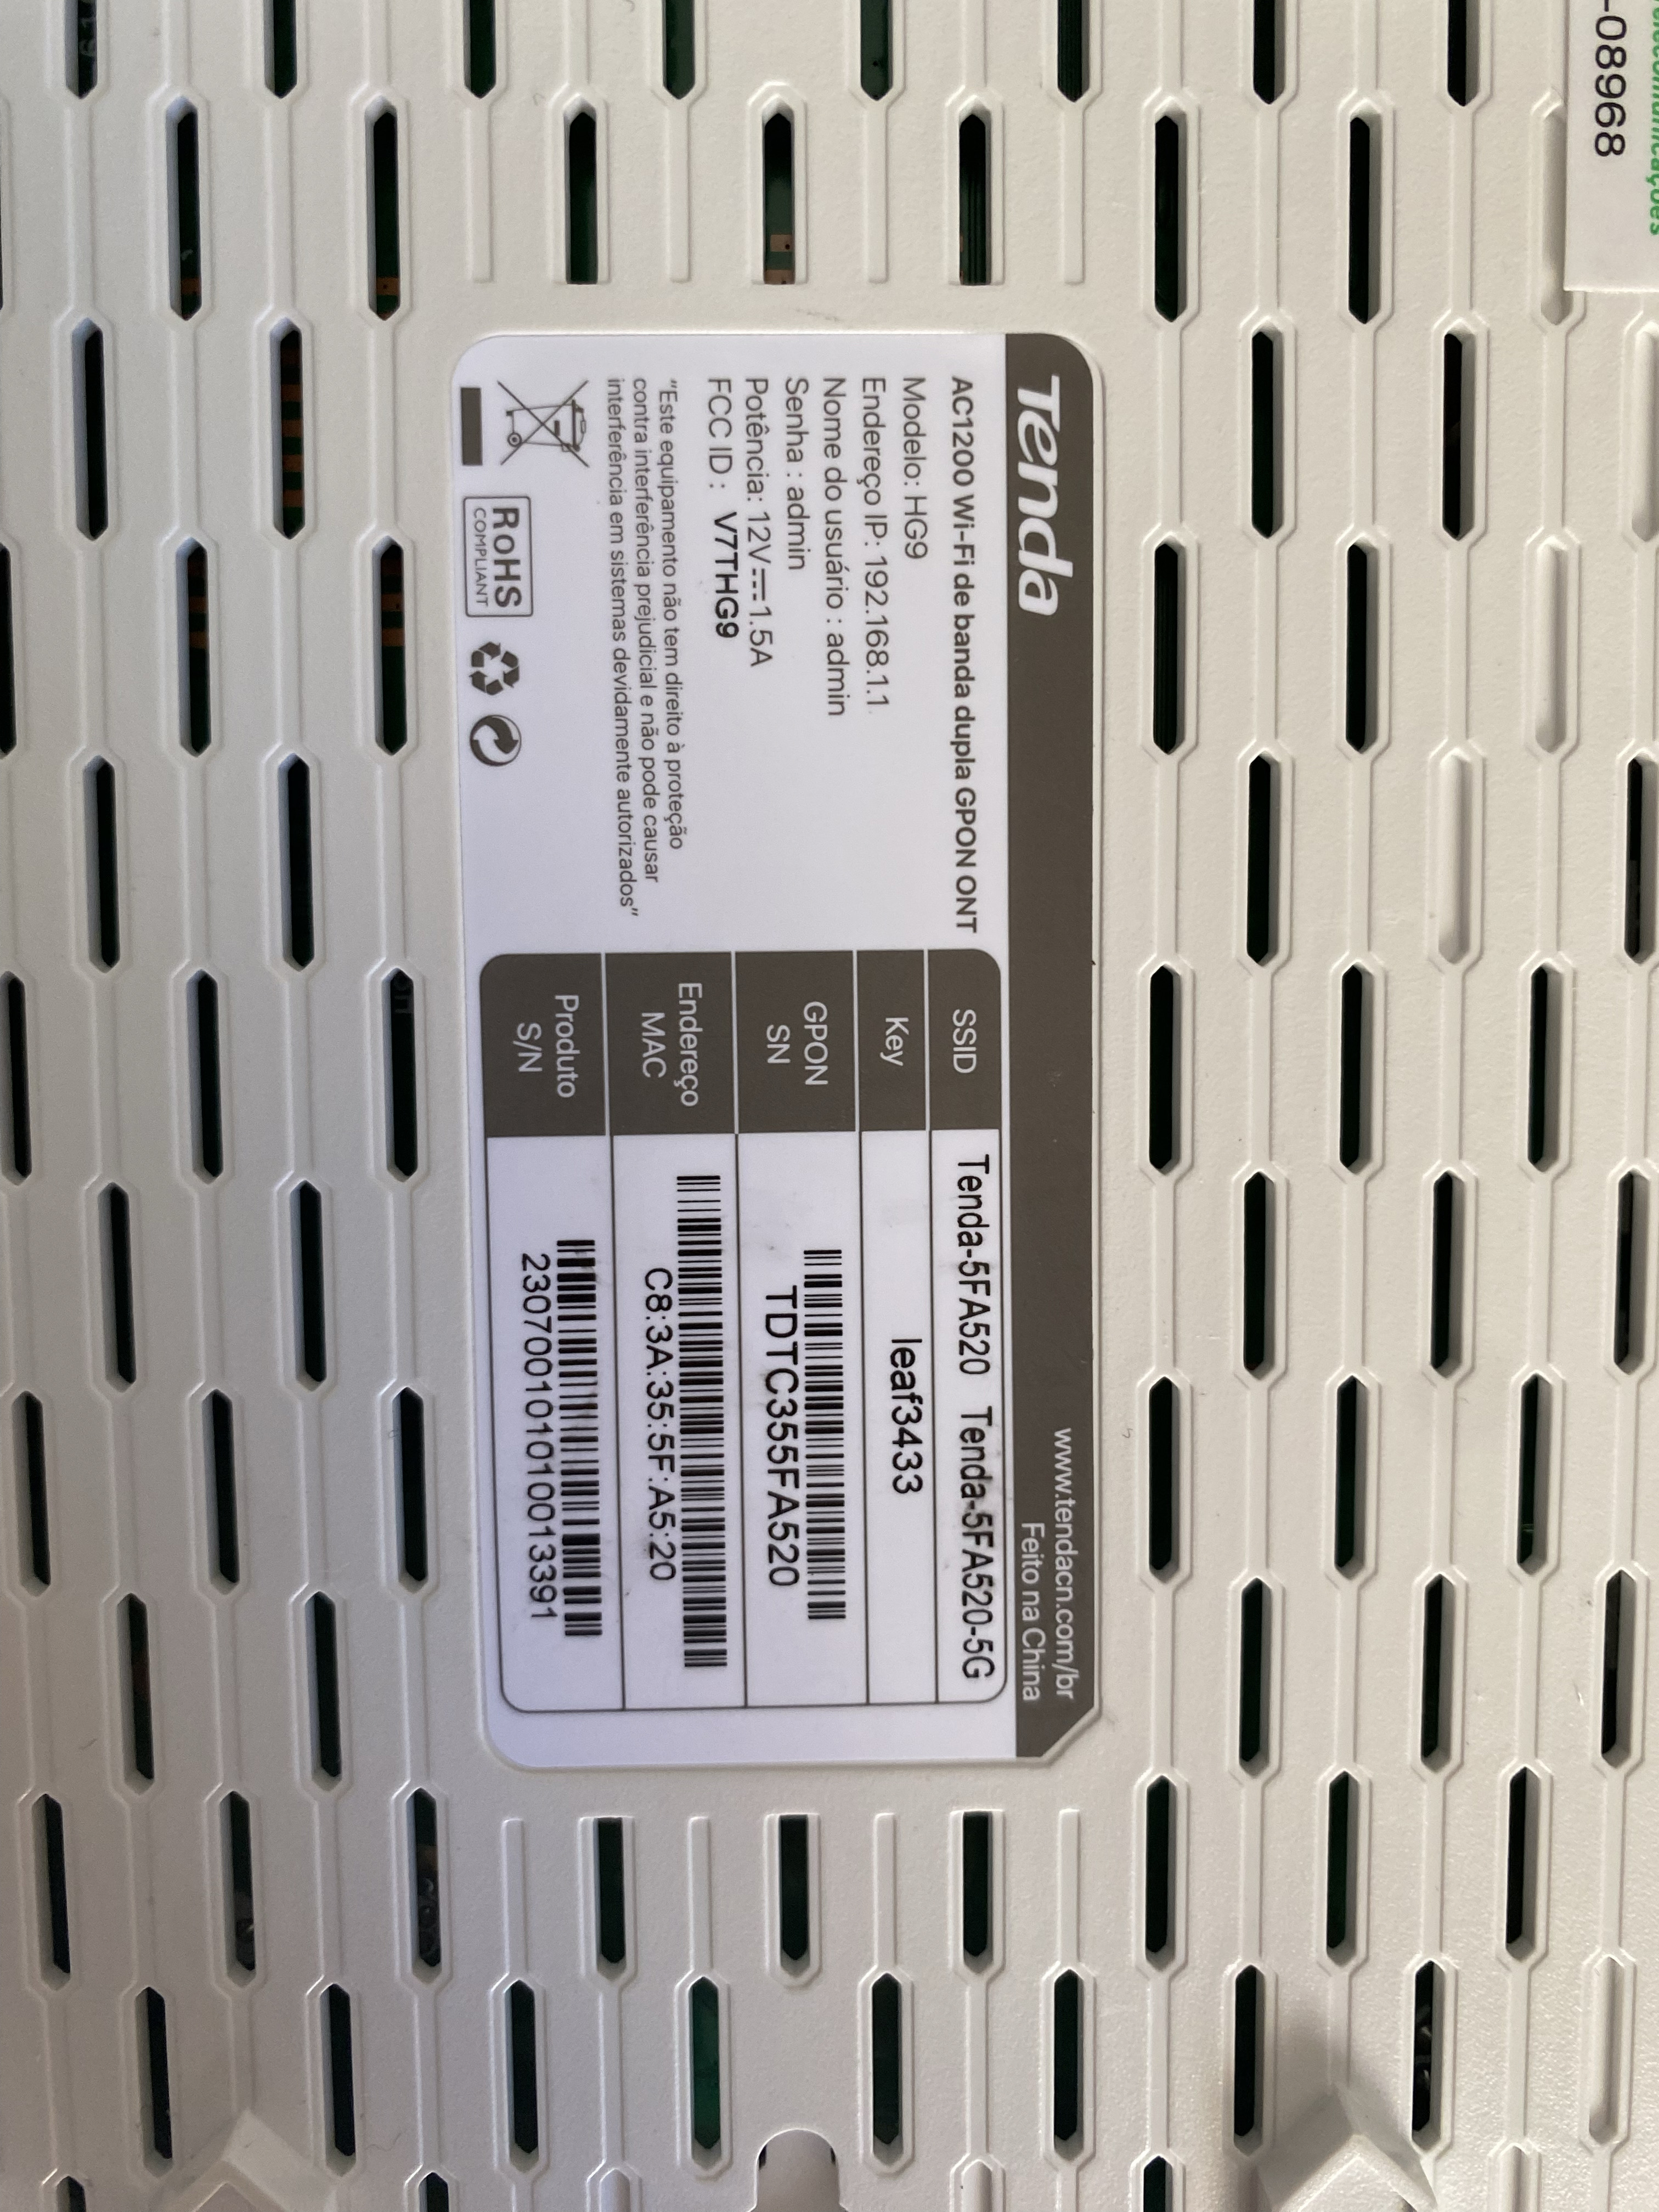 Tenda
www.tendacn.com/br
Feito na China
AC1200 Wi-Fi de banda dupla GPON ONT
Modelo: HG9
Endereço IP: 192.168.1.1
Nome do usuário : admin
Senha : admin
Potência: 12V⎓1.5A
FCC ID : V7THG9
"Este equipamento não tem direito à proteção
contra interferência prejudicial e não pode causar
interferência em sistemas devidamente autorizados"
RoHS
COMPLIANT
SSID
Tenda-5FA520 Tenda-5FA520-5G
Key
leaf3433
GPON
SN
TDTC355FA520
Endereço
MAC
C8:3A:35:5F:A5:20
Produto
S/N
23070010101001013391
-08968